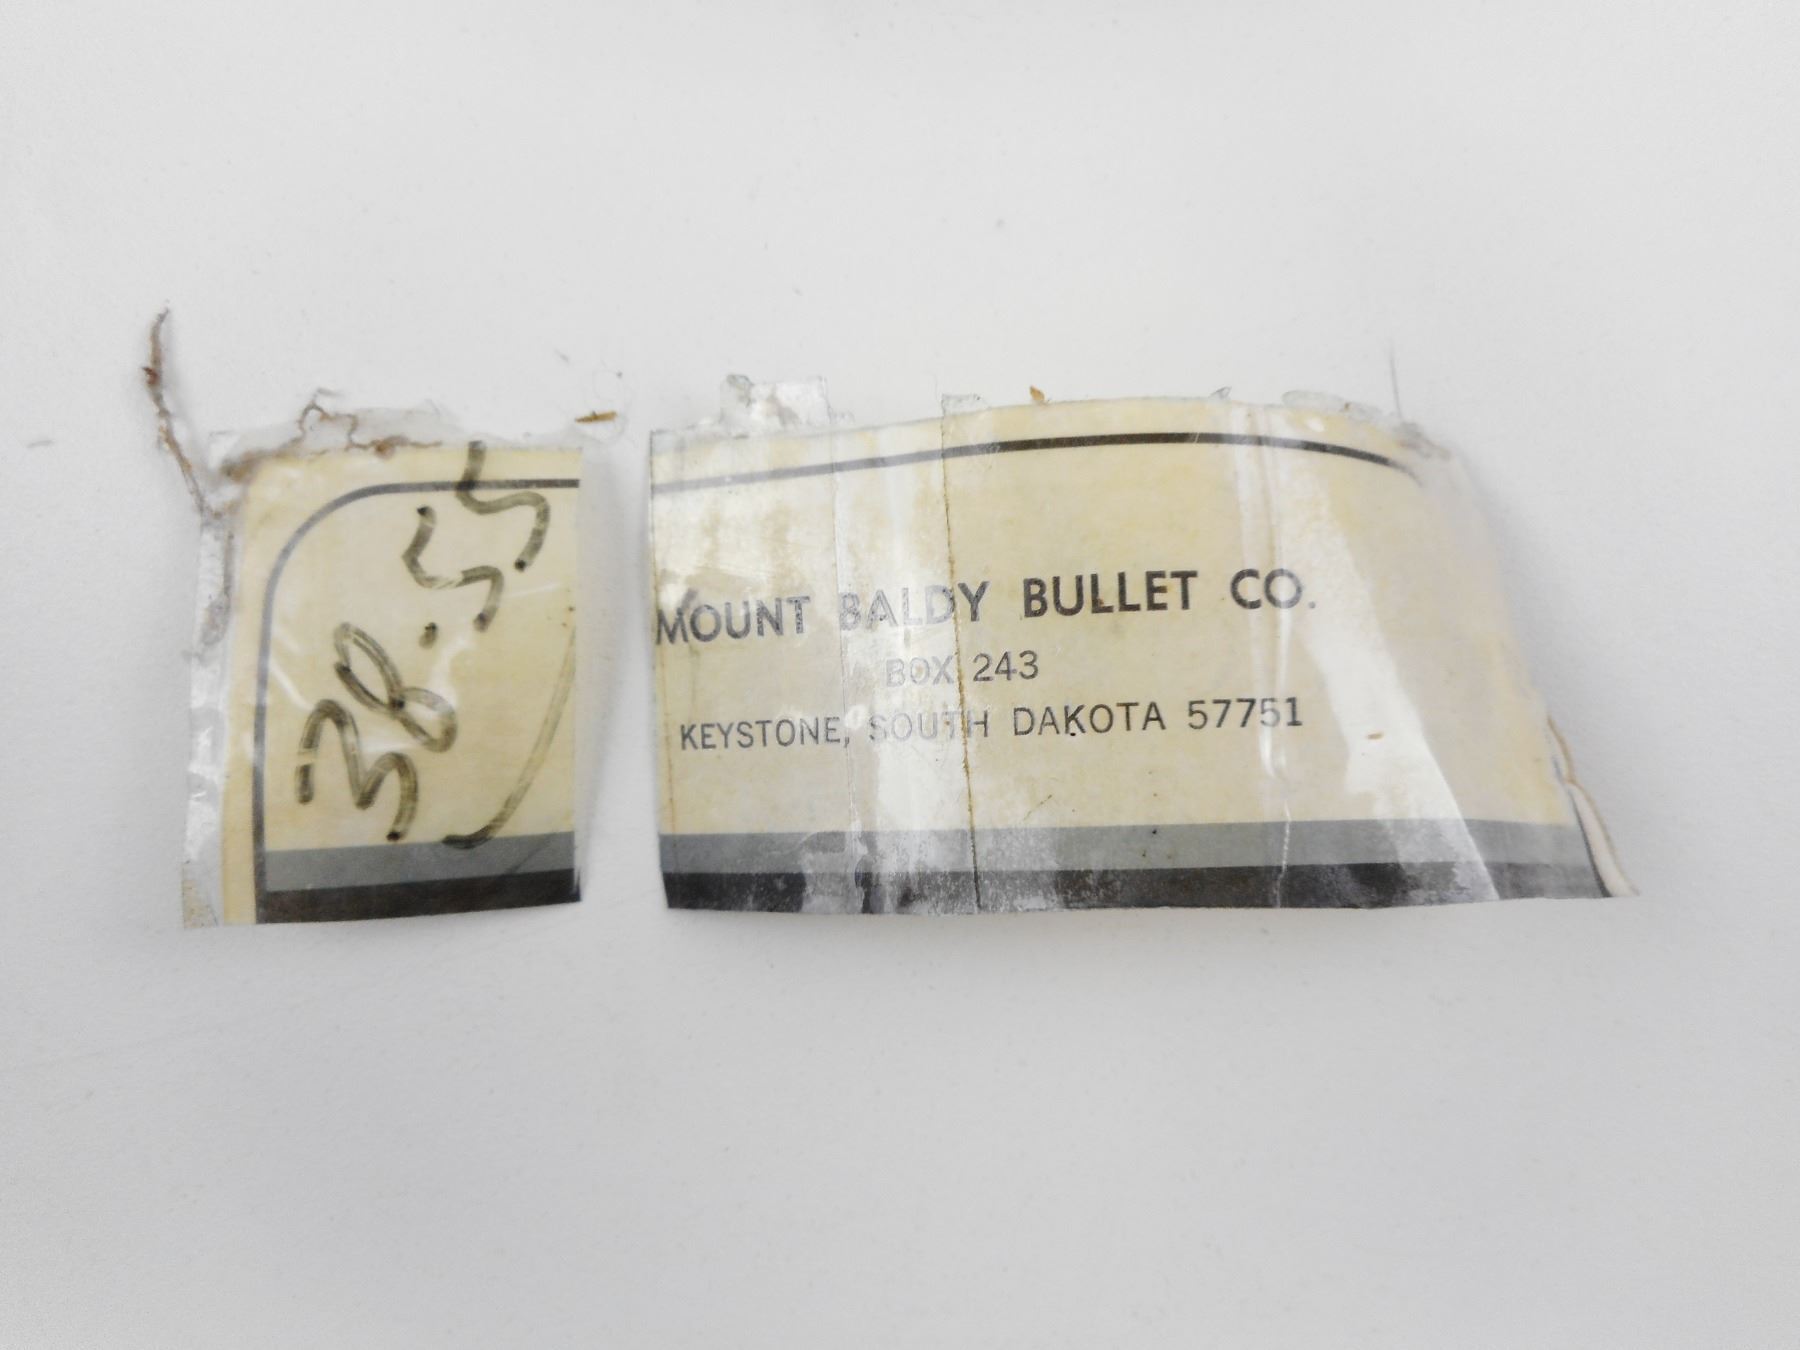 38.55
MOUNT BALDY BULLET CO.
BOX 243
KEYSTONE, SOUTH DAKOTA 57751